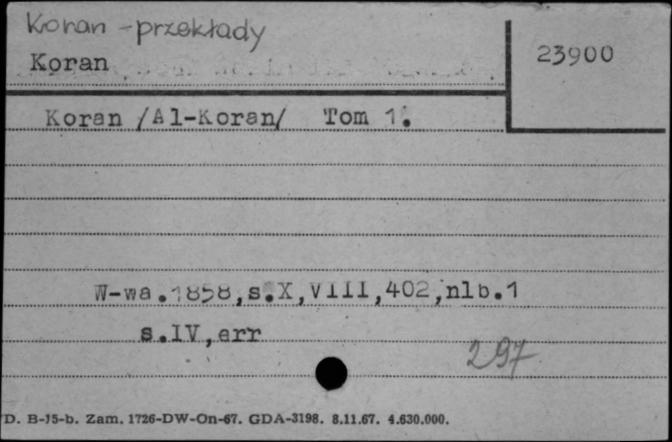 Koran - przekłady
Koran
23900
Koran /Al-Koran/ Tom 1.
W-wa.1858,s.X,VIII,402,nlb.1
s.IV,err
297
D. B-15-b. Zam. 1726-DW-On-67. GDA-3198. 8.11.67. 4.630.000.